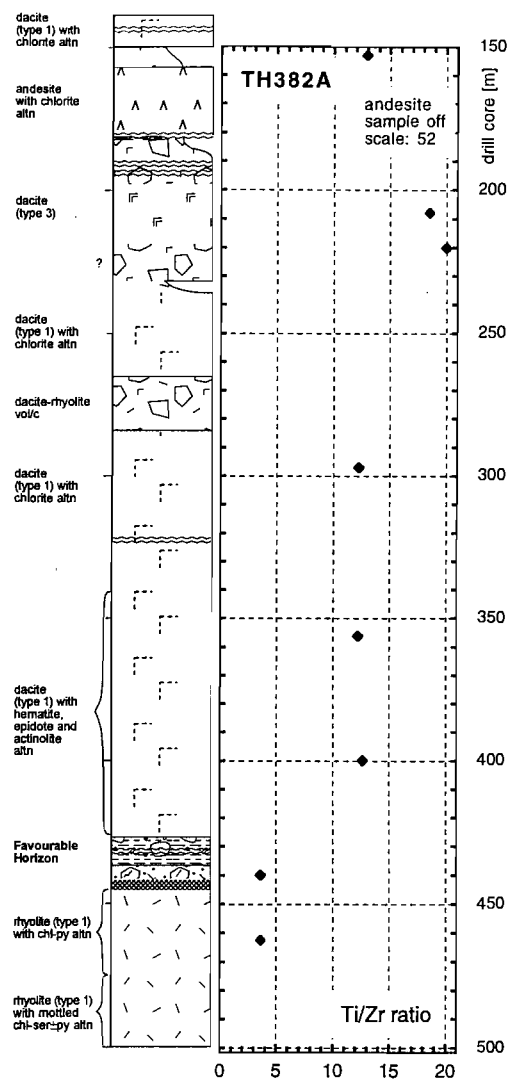 dacite
(type 1) with
chlorite altn
andesite
with chlorite
altn
dacite
(type 3)
?
dacite
(type 1) with
chlorite altn
dacite-rhyolite
vol/c
dacite
(type 1) with
chlorite altn
dacite
(type 1) with
hematite,
epidote and
actinolite
altn
Favourable
Horizon
rhyolite (type 1)
with chl-py altn
rhyolite (type 1)
with mottled
chl-ser±py altn
TH382A
andesite
sample off
scale: 52
Ti/Zr ratio
0 5 10 15 20
150
drill core [m]
200
250
300
350
400
450
500